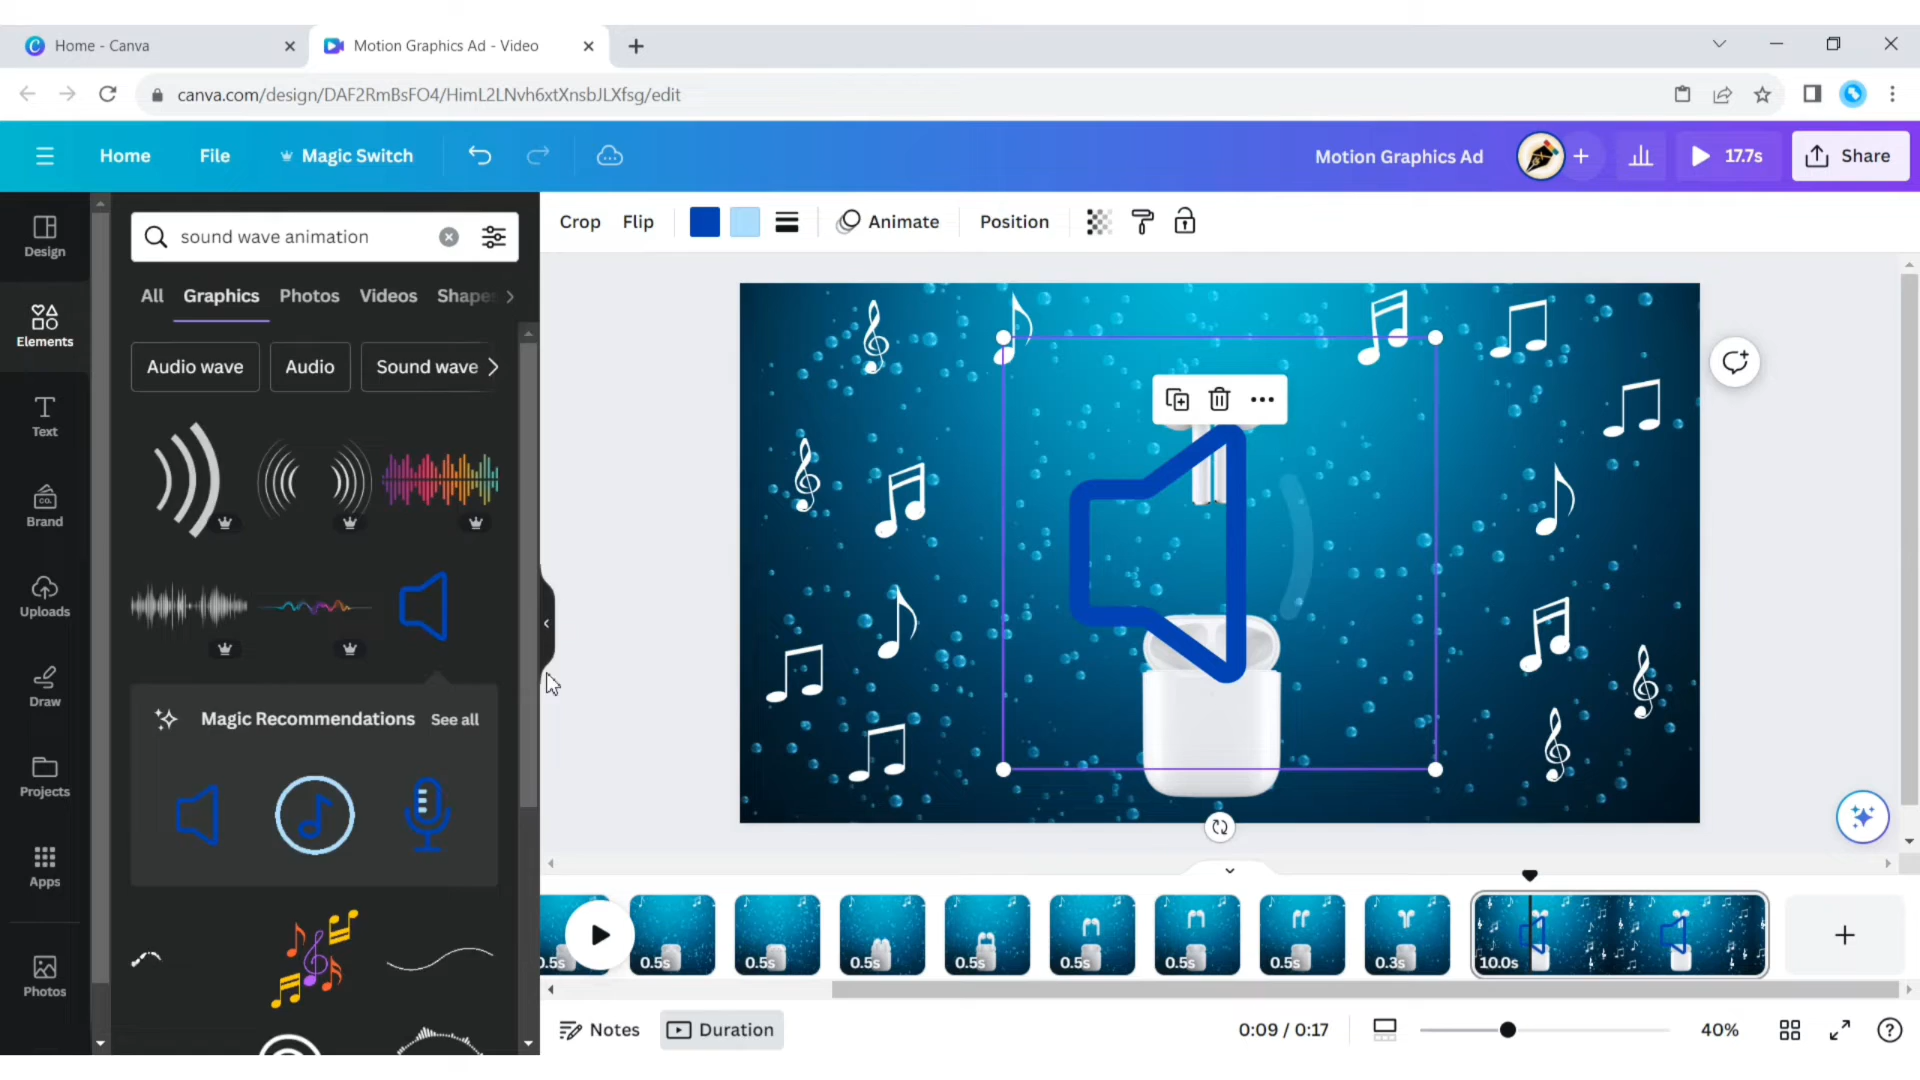 Home - Canva
Motion Graphics Ad - Video
canva.com/design/DAF2RmBsFO4/HimL2LNvh6xtXnsbJLXfsg/edit
Home
File
Magic Switch
Motion Graphics Ad
17.7s
Share
Design
Elements
Text
Brand
CO.
Uploads
Draw
Projects
Apps
Photos
sound wave animation
All
Graphics
Photos
Videos
Shapes
Audio wave
Audio
Sound wave
Magic Recommendations
See all
Crop
Flip
Animate
Position
0.5s
0.5s
0.5s
0.5s
0.5s
0.5s
0.5s
0.5s
0.3s
10.0s
Notes
Duration
0:09 / 0:17
40%